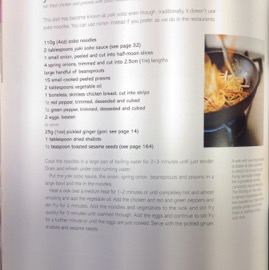 This dish has become known as yaki soba even though, traditionally, it doesn't use
soba noodles. You can use ramen instead if you prefer, as we do in the restaurants.
110g (4oz) soba noodles
2 tablespoons yaki soba sauce (see page 32)
1 small onion, peeled and cut into half-moon slices
4 spring onions, trimmed and cut into 2.5cm (1in) lengths
large handful of beansprouts
15 small cooked peeled prawns
2 tablespoons vegetable oil
1 boneless, skinless chicken breast, cut into strips
½ red pepper, trimmed, deseeded and cubed
½ green pepper, trimmed, deseeded and cubed
2 eggs, beaten
to serve
25g (1oz) pickled ginger (gari, see page 14)
1 tablespoon dried shallots
½ teaspoon toasted sesame seeds (see page 164)
Cook the noodles in a large pan of boiling water for 2–3 minutes until just tender.
Drain and refresh under cold running water.
Put the yaki soba sauce, the onion, spring onion, beansprouts and prawns in a
large bowl and mix in the noodles.
Heat a wok over a medium heat for 1–2 minutes or until completely hot and almost
smoking and add the vegetable oil. Add the chicken and red and green peppers and
stir-fry for 2 minutes. Add the noodles and vegetables to the wok and stir-fry
quickly for 3 minutes until warmed through. Add the eggs and continue to stir-fry
for a further minute or until the eggs are just cooked. Serve with the pickled ginger,
shallots and sesame seeds.